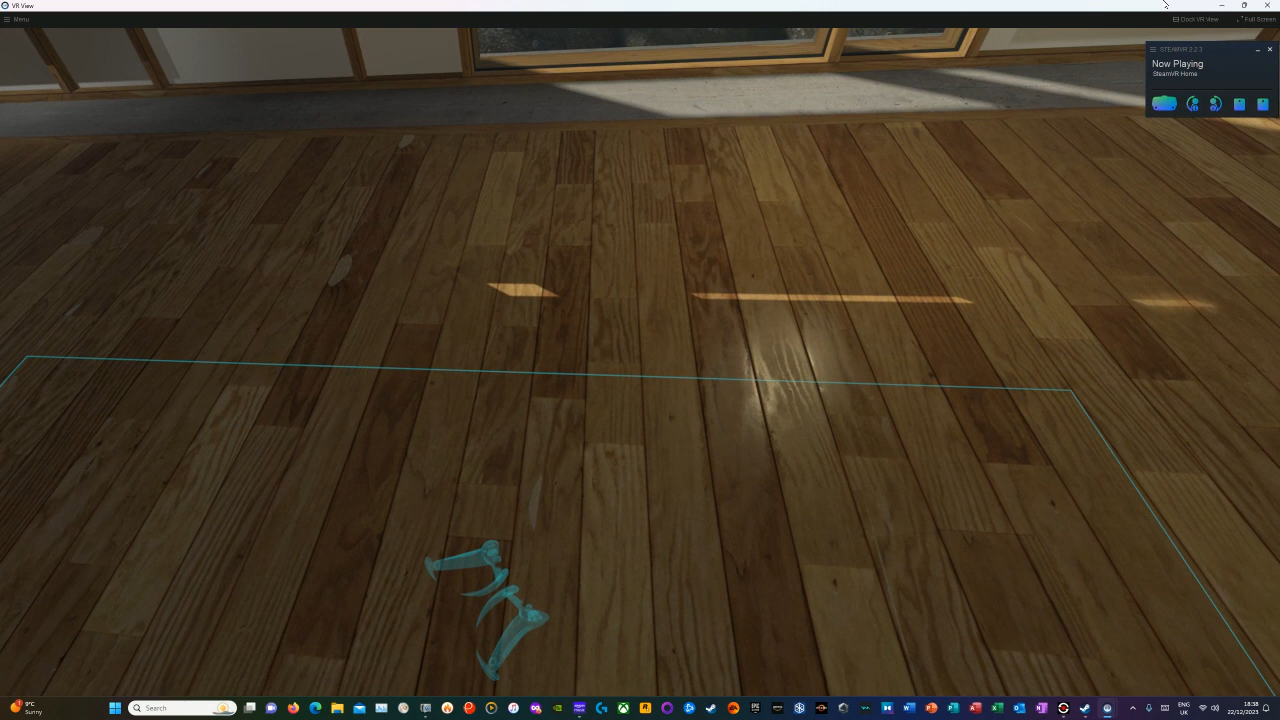 VR View
Menu
Dock VR View
Full Screen
STEAMVR 2.2.3
Now Playing
SteamVR Home
9°C
Sunny
Search
ENG
UK
18:38
22/12/2023